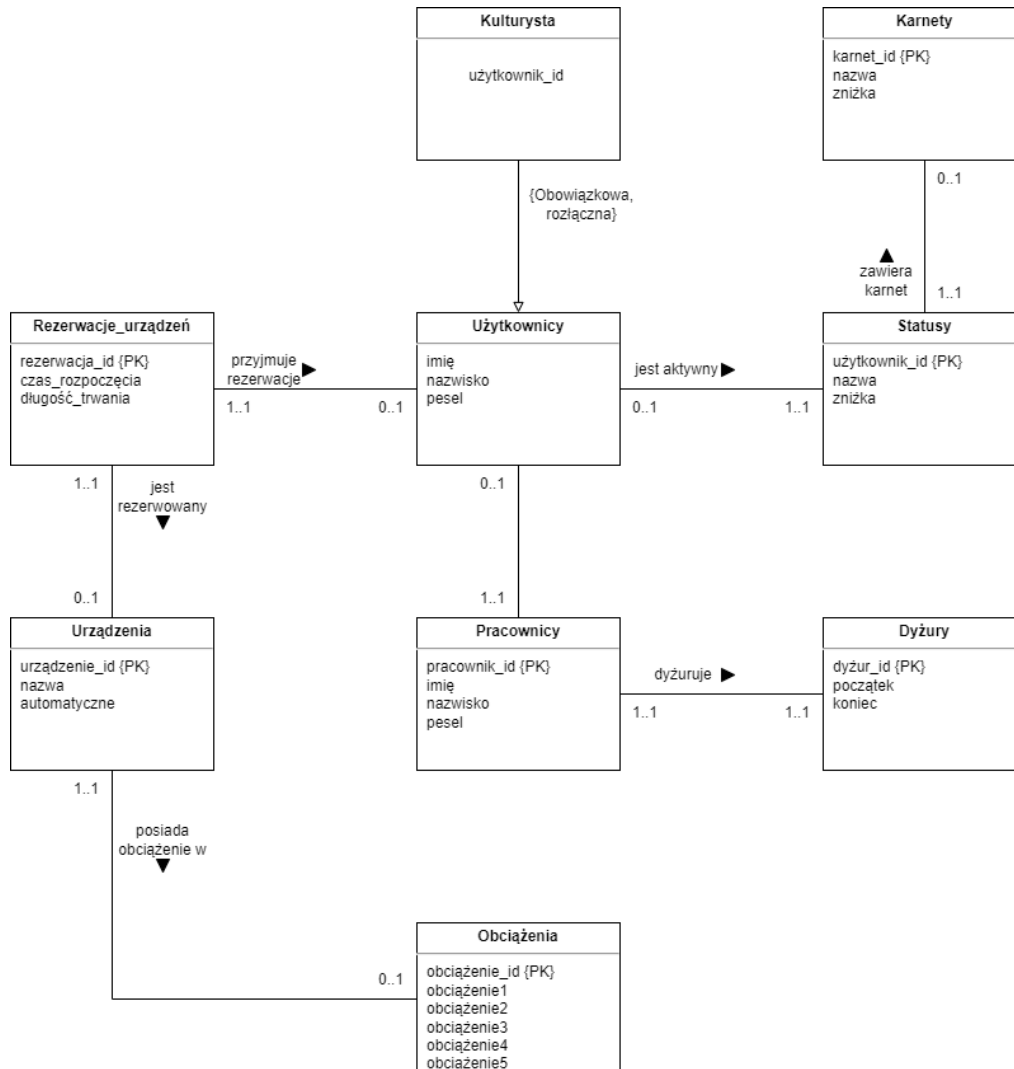 Kulturysta
użytkownik_id
Karnety
karnet_id {PK}
nazwa
zniżka
{Obowiązkowa,
rozłączna}
0..1
zawiera
karnet
1..1
Rezerwacje_urządzeń
rezerwacja_id {PK}
czas_rozpoczęcia
długość_trwania
przyjmuje
rezerwacje
1..1
0..1
Użytkownicy
imię
nazwisko
pesel
jest aktywny
0..1
1..1
Statusy
użytkownik_id {PK}
nazwa
zniżka
1..1
jest
rezerwowany
0..1
0..1
1..1
Urządzenia
urządzenie_id {PK}
nazwa
automatyczne
Pracownicy
pracownik_id {PK}
imię
nazwisko
pesel
dyżuruje
1..1
1..1
Dyżury
dyżur_id {PK}
początek
koniec
1..1
posiada
obciążenie w
0..1
Obciążenia
obciążenie_id {PK}
obciążenie1
obciążenie2
obciążenie3
obciążenie4
obciążenie5